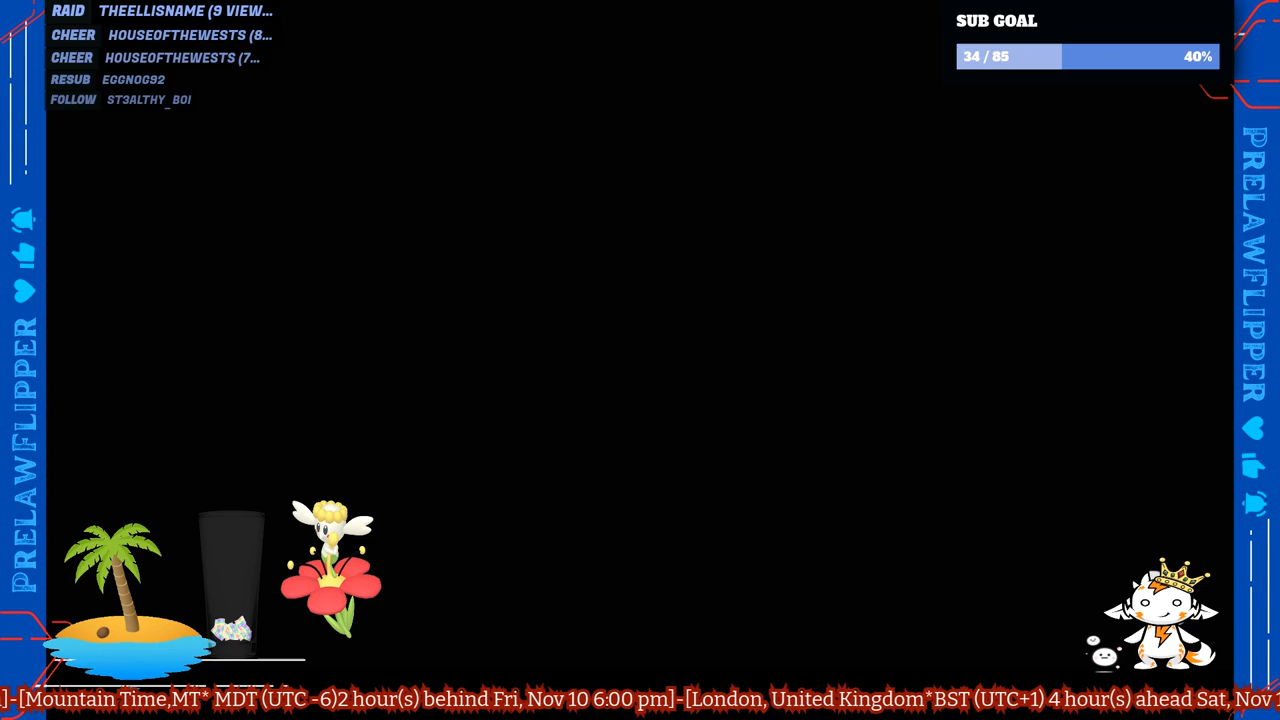 RAID THEELLISNAME (9 VIEW...
CHEER HOUSEOFTHEWESTS (8...
CHEER HOUSEOFTHEWESTS (7...
RESUB EGGNOG92
FOLLOW ST3ALTHY_BOI
SUB GOAL
34 / 85 40%
PRELAWFLIPPER
PRELAWFLIPPER
]-[Mountain Time,MT* MDT (UTC -6)2 hour(s) behind Fri, Nov 10 6:00 pm]-[London, United Kingdom*BST (UTC+1) 4 hour(s) ahead Sat, Nov